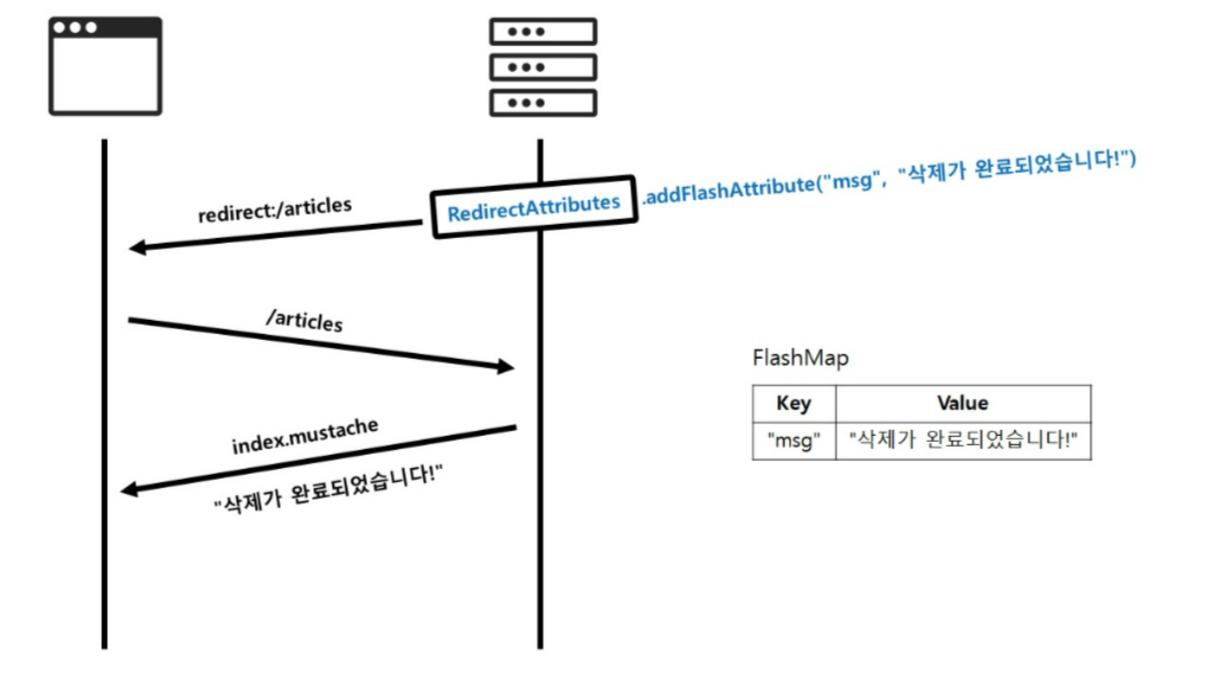 RedirectAttributes .addFlashAttribute("msg", "삭제가 완료되었습니다!")
redirect:/articles
/articles
FlashMap
Key Value
"msg" "삭제가 완료되었습니다!"
index.mustache
"삭제가 완료되었습니다!"